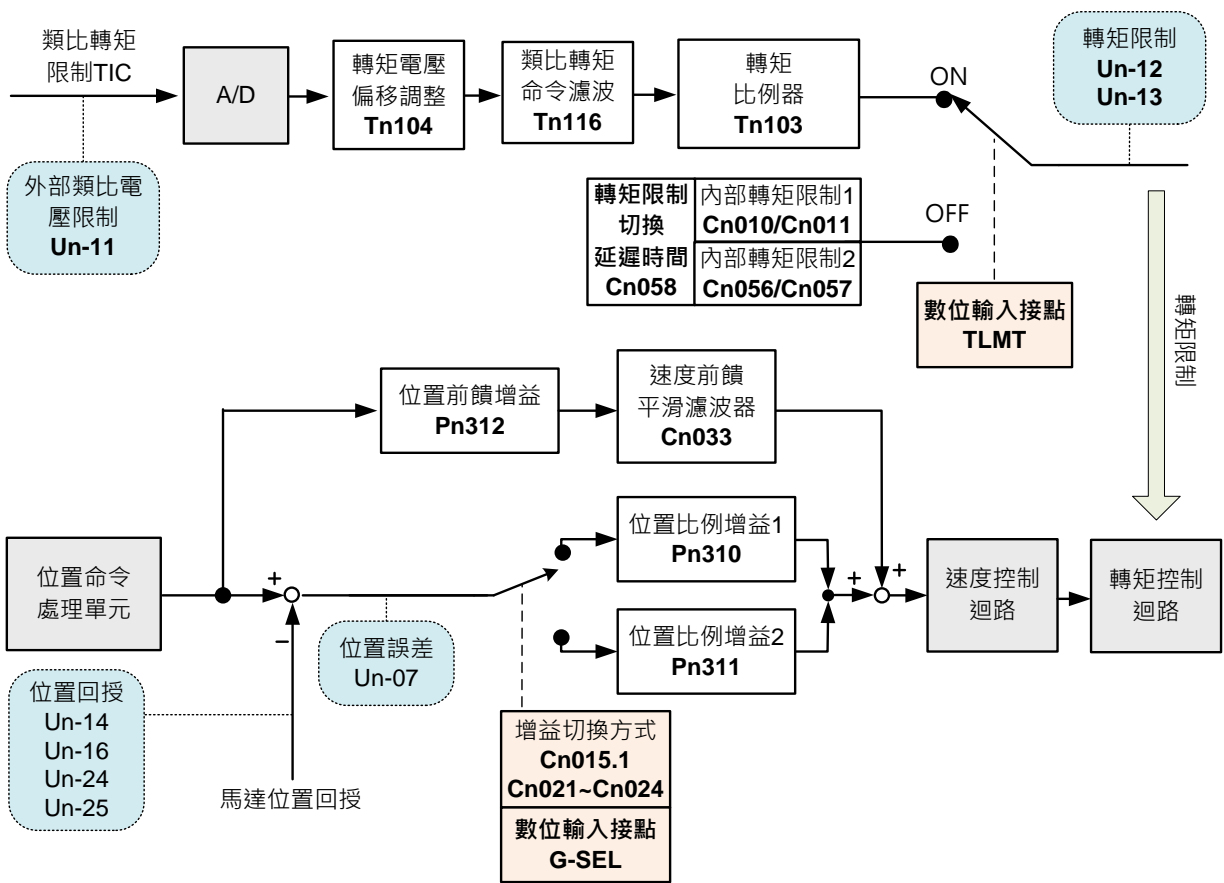 類比轉矩
限制TIC
A/D
轉矩電壓
偏移調整
Tn104
類比轉矩
命令濾波
Tn116
轉矩
比例器
Tn103
ON
轉矩限制
Un-12
Un-13
外部類比電
壓限制
Un-11
轉矩限制
切換
延遲時間
Cn058
內部轉矩限制1
Cn010/Cn011
內部轉矩限制2
Cn056/Cn057
OFF
數位輸入接點
TLMT
轉矩限制
位置前饋增益
Pn312
速度前饋
平滑濾波器
Cn033
位置命令
處理單元
+
−
位置誤差
Un-07
位置比例增益1
Pn310
位置比例增益2
Pn311
+
+
速度控制
迴路
轉矩控制
迴路
位置回授
Un-14
Un-16
Un-24
Un-25
馬達位置回授
增益切換方式
Cn015.1
Cn021~Cn024
數位輸入接點
G-SEL